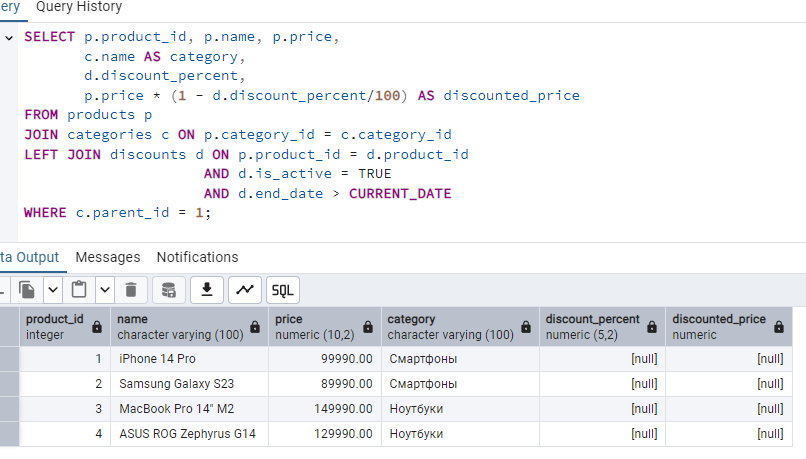 ery Query History
SELECT p.product_id, p.name, p.price,
c.name AS category,
d.discount_percent,
p.price * (1 - d.discount_percent/100) AS discounted_price
FROM products p
JOIN categories c ON p.category_id = c.category_id
LEFT JOIN discounts d ON p.product_id = d.product_id
AND d.is_active = TRUE
AND d.end_date > CURRENT_DATE
WHERE c.parent_id = 1;
ta Output Messages Notifications
SQL
product_id name price category discount_percent discounted_price
integer character varying (100) numeric (10,2) character varying (100) numeric (5,2) numeric
1 iPhone 14 Pro 99990.00 Смартфоны [null] [null]
2 Samsung Galaxy S23 89990.00 Смартфоны [null] [null]
3 MacBook Pro 14" M2 149990.00 Ноутбуки [null] [null]
4 ASUS ROG Zephyrus G14 129990.00 Ноутбуки [null] [null]